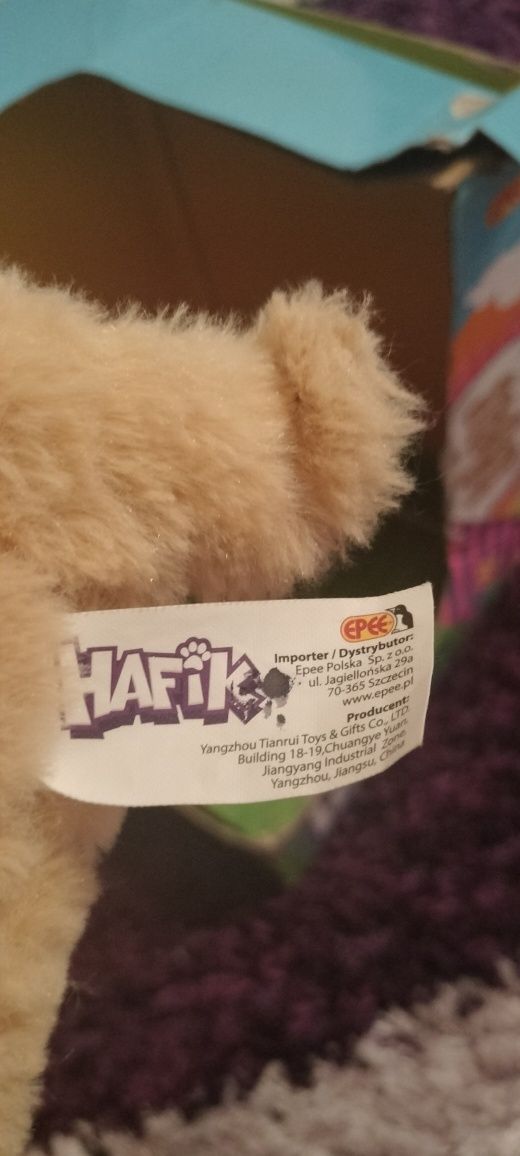 HAFiK
EPEE
Importer / Dystrybutor:
Epee Polska Sp. z o.o.
ul. Jagiellońska 29a
70-365 Szczecin
www.epee.pl
Producent:
Yangzhou Tianrui Toys & Gifts Co., LTD.
Building 18-19,Chuangye Yuan.
Jiangyang Industrial Zone.
Yangzhou, Jiangsu, China